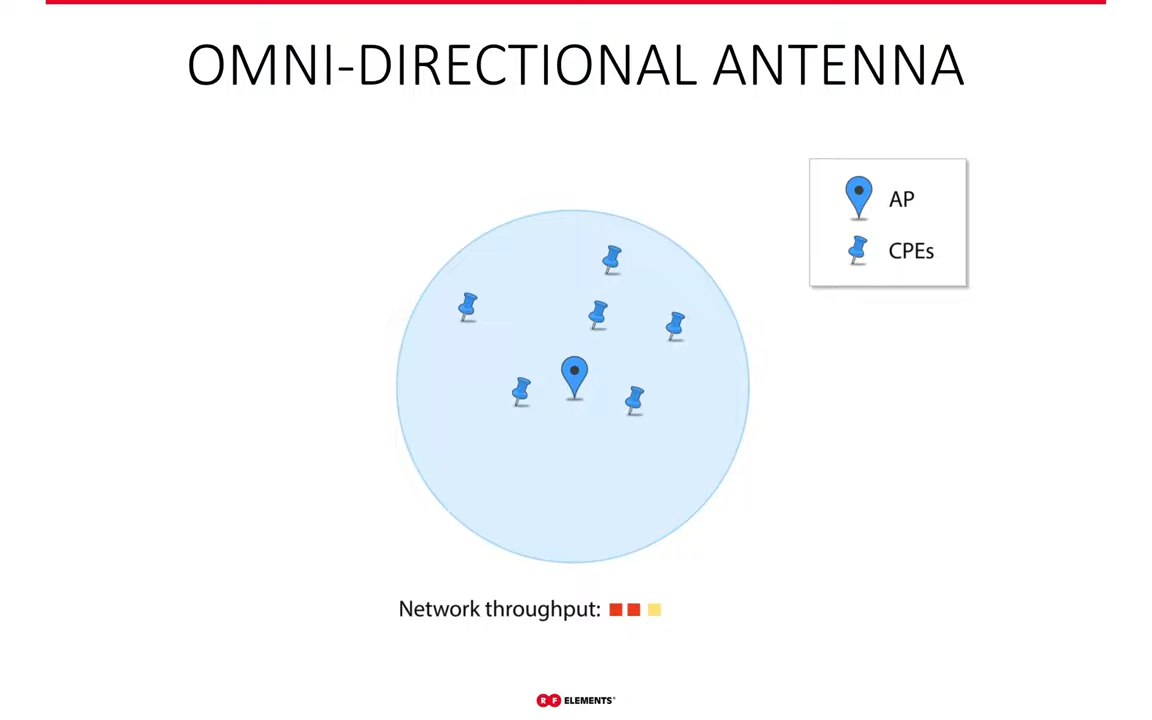 OMNI-DIRECTIONAL ANTENNA
AP
CPEs
Network throughput:
RF ELEMENTS®